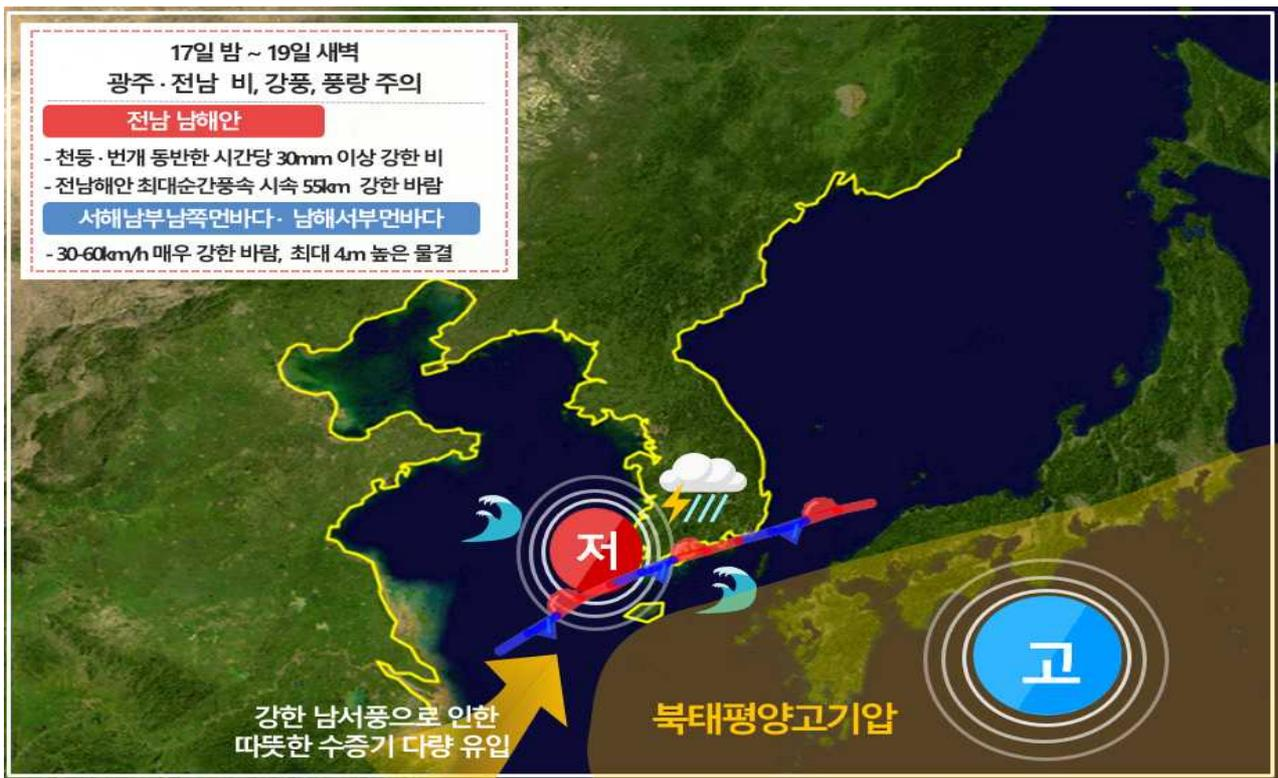 17일 밤 ~ 19일 새벽
광주 · 전남 비, 강풍, 풍랑 주의
전남 남해안
- 천둥 · 번개 동반한 시간당 30mm 이상 강한 비
- 전남해안 최대순간풍속 시속 55km 강한 바람
서해남부남쪽먼바다 · 남해서부먼바다
- 30-60km/h 매우 강한 바람, 최대 4m 높은 물결
저
고
강한 남서풍으로 인한
따뜻한 수증기 다량 유입
북태평양고기압